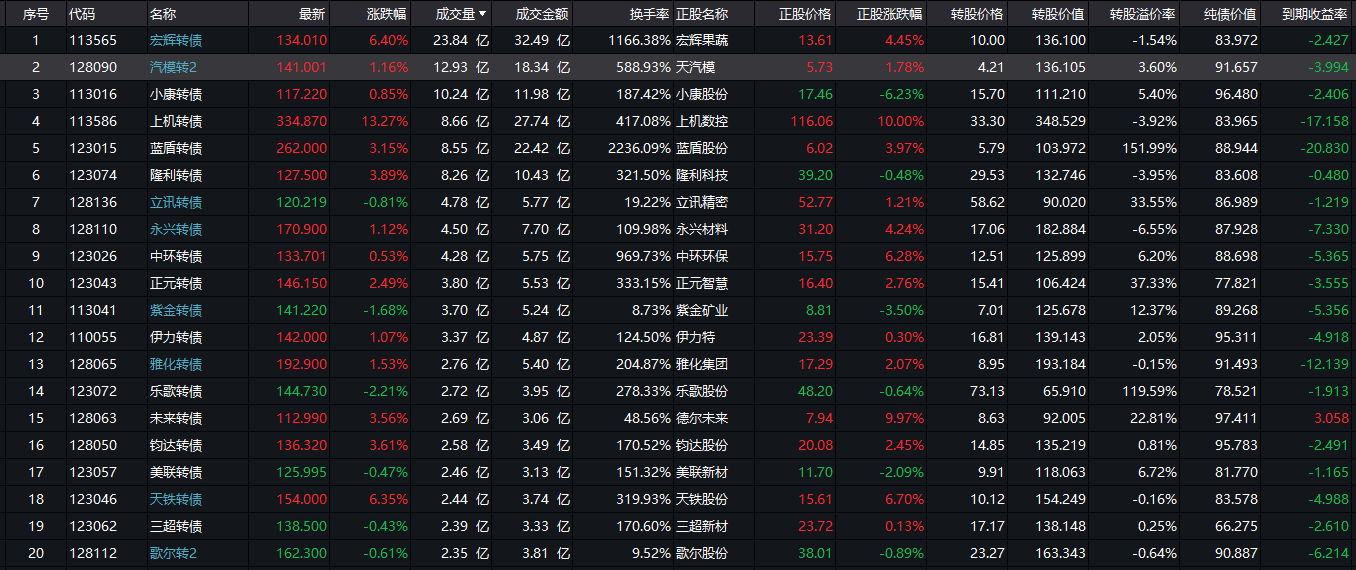 序号 代码 名称 最新 涨跌幅 成交量 成交金额 换手率 正股名称 正股价格 正股涨跌幅 转股价格 转股价值 转股溢价率 纯债价值 到期收益率
1 113565 宏辉转债 134.010 6.40% 23.84 亿 32.49 亿 1166.38% 宏辉果蔬 13.61 4.45% 10.00 136.100 -1.54% 83.972 -2.427
2 128090 汽模转2 141.001 1.16% 12.93 亿 18.34 亿 588.93% 天汽模 5.73 1.78% 4.21 136.105 3.60% 91.657 -3.994
3 113016 小康转债 117.220 0.85% 10.24 亿 11.98 亿 187.42% 小康股份 17.46 -6.23% 15.70 111.210 5.40% 96.480 -2.406
4 113586 上机转债 334.870 13.27% 8.66 亿 27.74 亿 417.08% 上机数控 116.06 10.00% 33.30 348.529 -3.92% 83.965 -17.158
5 123015 蓝盾转债 262.000 3.15% 8.55 亿 22.42 亿 2236.09% 蓝盾股份 6.02 3.97% 5.79 103.972 151.99% 88.944 -20.830
6 123074 隆利转债 127.500 3.89% 8.26 亿 10.43 亿 321.50% 隆利科技 39.20 -0.48% 29.53 132.746 -3.95% 83.608 -0.480
7 128136 立讯转债 120.219 -0.81% 4.78 亿 5.77 亿 19.22% 立讯精密 52.77 1.21% 58.62 90.020 33.55% 86.989 -1.219
8 128110 永兴转债 170.900 1.12% 4.50 亿 7.70 亿 109.98% 永兴材料 31.20 4.24% 17.06 182.884 -6.55% 87.928 -7.330
9 123026 中环转债 133.701 0.53% 4.28 亿 5.75 亿 969.73% 中环环保 15.75 6.28% 12.51 125.899 6.20% 88.698 -5.365
10 123043 正元转债 146.150 2.49% 3.80 亿 5.53 亿 333.15% 正元智慧 16.40 2.76% 15.41 106.424 37.33% 77.821 -3.555
11 113041 紫金转债 141.220 -1.68% 3.70 亿 5.24 亿 8.73% 紫金矿业 8.81 -3.50% 7.01 125.678 12.37% 89.268 -5.356
12 110055 伊力转债 142.000 1.07% 3.37 亿 4.87 亿 124.50% 伊力特 23.39 0.30% 16.81 139.143 2.05% 95.311 -4.918
13 128065 雅化转债 192.900 1.53% 2.76 亿 5.40 亿 204.87% 雅化集团 17.29 2.07% 8.95 193.184 -0.15% 91.493 -12.139
14 123072 乐歌转债 144.730 -2.21% 2.72 亿 3.95 亿 278.33% 乐歌股份 48.20 -0.64% 73.13 65.910 119.59% 78.521 -1.913
15 128063 未来转债 112.990 3.56% 2.69 亿 3.06 亿 48.56% 德尔未来 7.94 9.97% 8.63 92.005 22.81% 97.411 3.058
16 128050 钧达转债 136.320 3.61% 2.58 亿 3.49 亿 170.52% 钧达股份 20.08 2.45% 14.85 135.219 0.81% 95.783 -2.491
17 123057 美联转债 125.995 -0.47% 2.46 亿 3.13 亿 151.32% 美联新材 11.70 -2.09% 9.91 118.063 6.72% 81.770 -1.165
18 123046 天铁转债 154.000 6.35% 2.44 亿 3.74 亿 319.93% 天铁股份 15.61 6.70% 10.12 154.249 -0.16% 83.578 -4.988
19 123062 三超转债 138.500 -0.43% 2.39 亿 3.33 亿 170.60% 三超新材 23.72 0.13% 17.17 138.148 0.25% 66.275 -2.610
20 128112 歌尔转2 162.300 -0.61% 2.35 亿 3.81 亿 9.52% 歌尔股份 38.01 -0.89% 23.27 163.343 -0.64% 90.887 -6.214